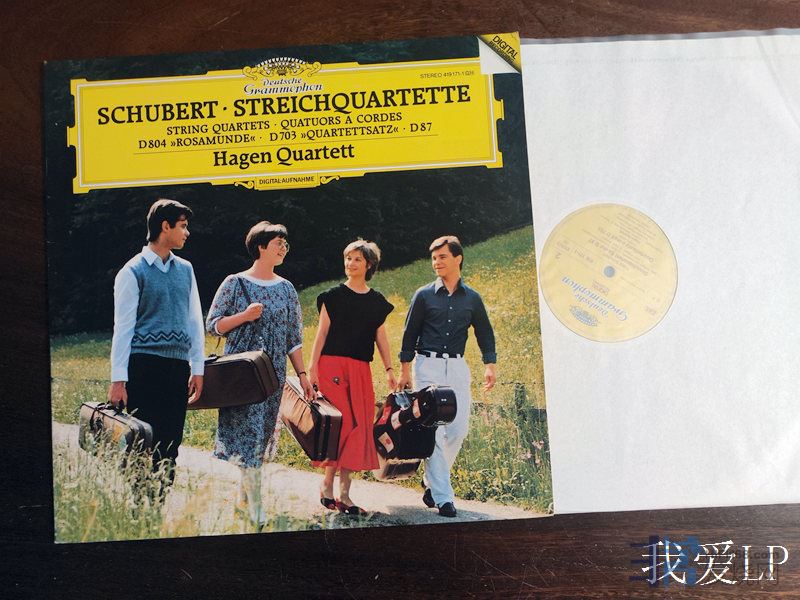 DIGITAL
Deutsche
Grammophon
STEREO 419 171-1 GH
SCHUBERT · STREICHQUARTETTE
STRING QUARTETS · QUATUORS À CORDES
D 804 »ROSAMUNDE« · D 703 »QUARTETTSATZ« · D 87
Hagen Quartett
DIGITAL-AUFNAHME
Deutsche
Grammophon
我爱LP